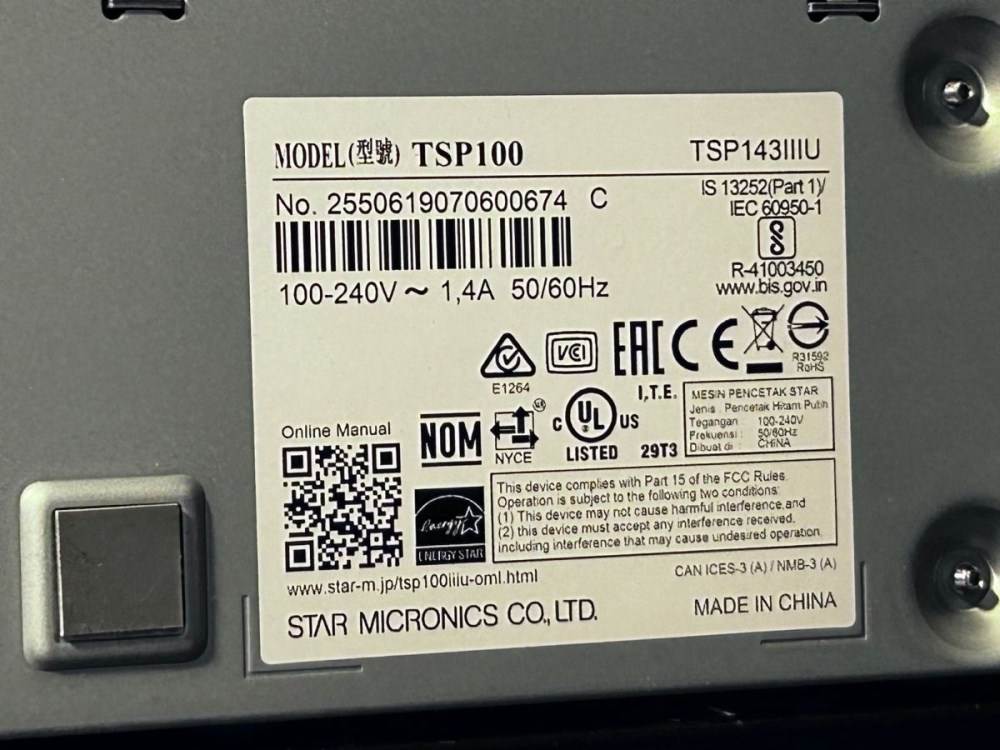 MODEL(型號) TSP100
TSP143IIIU
No. 2550619070600674 C
IS 13252(Part 1)/
IEC 60950-1
R-41003450
www.bis.gov.in
100-240V ~ 1,4A 50/60Hz
E1264
VCI
EAC CE
R31592
RoHS
I.T.E.
C UL US
LISTED 29T3
MESIN PENCETAK STAR
Jenis : Pencetak Hitam Putih
Tegangan : 100-240V
Frekuensi : 50/60Hz
Dibuat di : CHINA
Online Manual
NOM
NYCE
energy
ENERGY STAR
This device complies with Part 15 of the FCC Rules.
Operation is subject to the following two conditions:
(1) This device may not cause harmful interference,and
(2) this device must accept any interference received,
including interference that may cause undesired operation.
www.star-m.jp/tsp100iiiu-oml.html
CAN ICES-3 (A) / NMB-3 (A)
STAR MICRONICS CO., LTD.
MADE IN CHINA